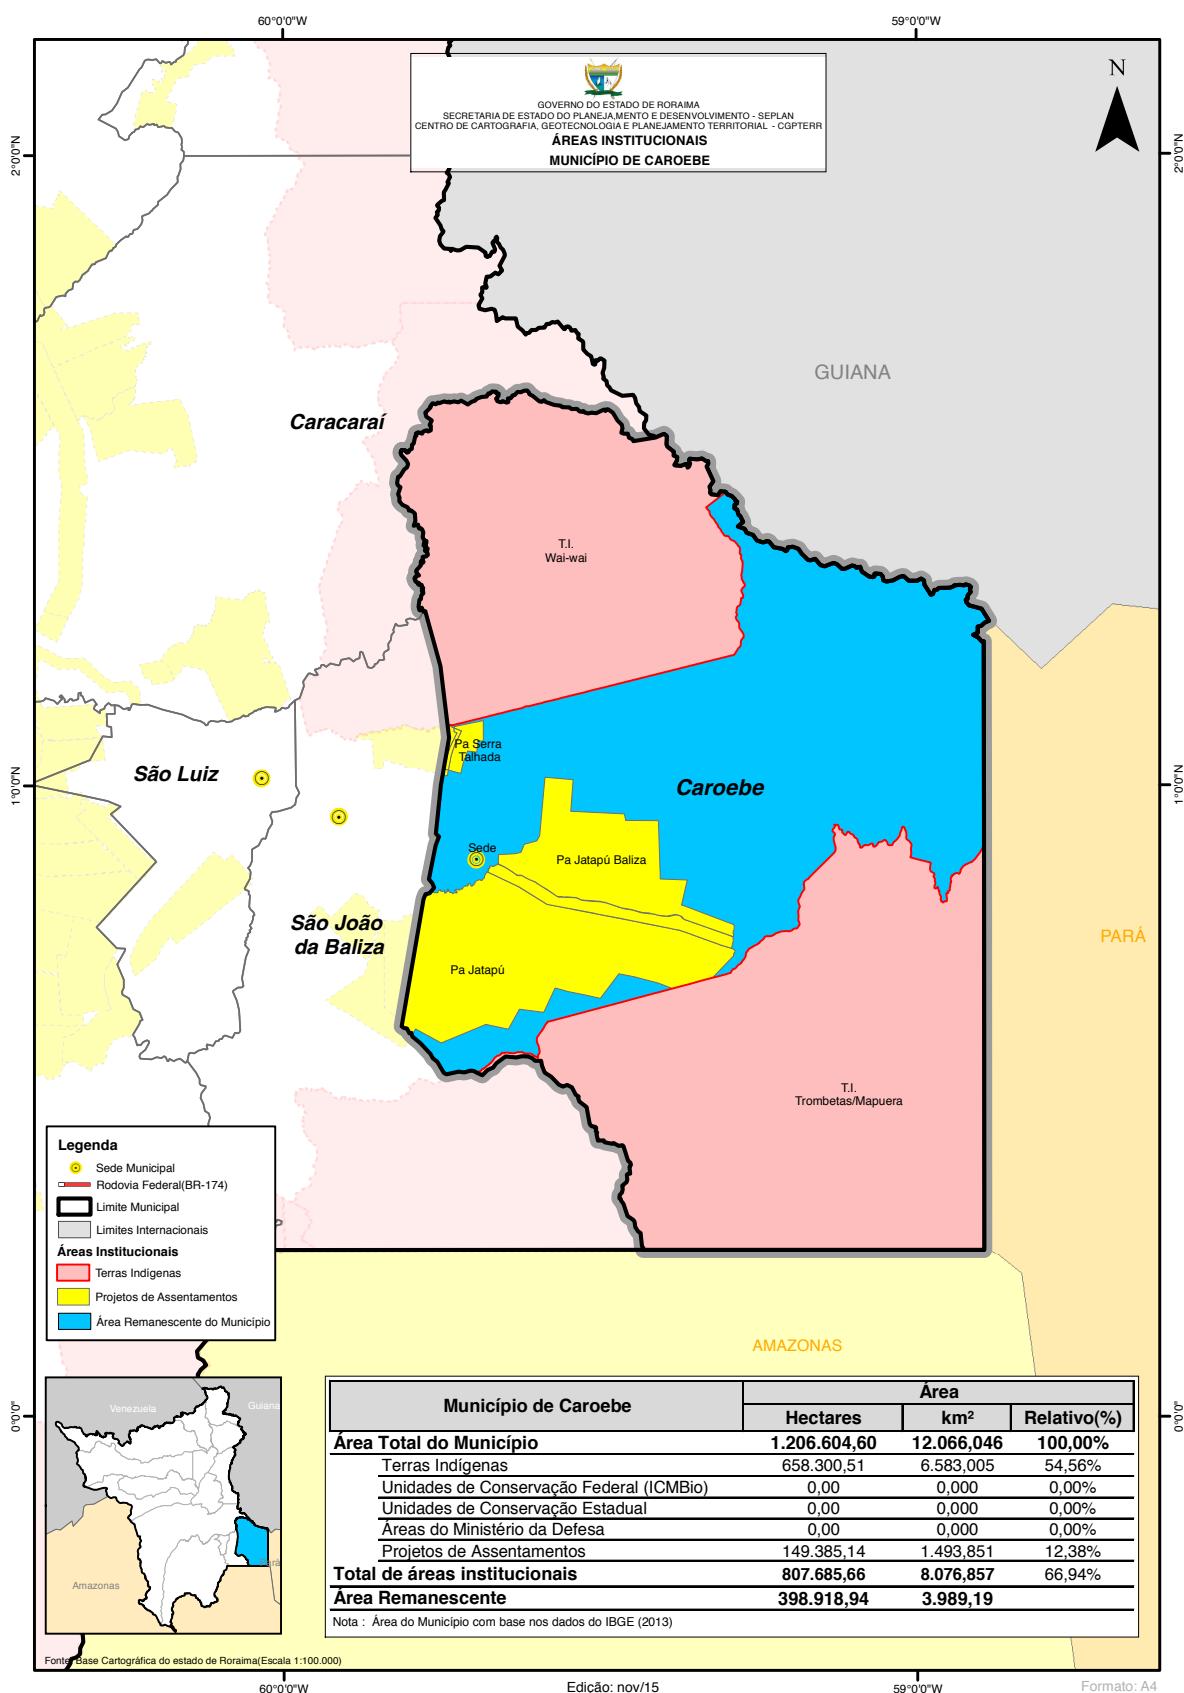 60°0'0"W
59°0'0"W
2°0'0"N
2°0'0"N
N
GOVERNO DO ESTADO DE RORAIMA
SECRETARIA DE ESTADO DO PLANEJAMENTO E DESENVOLVIMENTO - SEPLAN
CENTRO DE CARTOGRAFIA, GEOTECNOLOGIA E PLANEJAMENTO TERRITORIAL - CGPTERR
ÁREAS INSTITUCIONAIS
MUNICÍPIO DE CAROEBE
GUIANA
Caracaraí
T.I.
Wai-wai
Pa Serra
Talhada
São Luiz
Caroebe
1°0'0"N
1°0'0"N
Sede
Pa Jatapú Baliza
São João
da Baliza
PARÁ
Pa Jatapú
T.I.
Trombetas/Mapuera
Legenda
Sede Municipal
Rodovia Federal(BR-174)
Limite Municipal
Limites Internacionais
Áreas Institucionais
Terras Indígenas
Projetos de Assentamentos
Área Remanescente do Município
AMAZONAS
0°0'0"
0°0'0"
Venezuela
Guiana
Pará
Amazonas
Município de Caroebe
Área
Hectares km² Relativo(%)
Área Total do Município 1.206.604,60 12.066,046 100,00%
Terras Indígenas 658.300,51 6.583,005 54,56%
Unidades de Conservação Federal (ICMBio) 0,00 0,000 0,00%
Unidades de Conservação Estadual 0,00 0,000 0,00%
Áreas do Ministério da Defesa 0,00 0,000 0,00%
Projetos de Assentamentos 149.385,14 1.493,851 12,38%
Total de áreas institucionais 807.685,66 8.076,857 66,94%
Área Remanescente 398.918,94 3.989,19
Nota : Área do Município com base nos dados do IBGE (2013)
Fonte: Base Cartográfica do estado de Roraima(Escala 1:100.000)
60°0'0"W
Edição: nov/15
59°0'0"W
Formato: A4